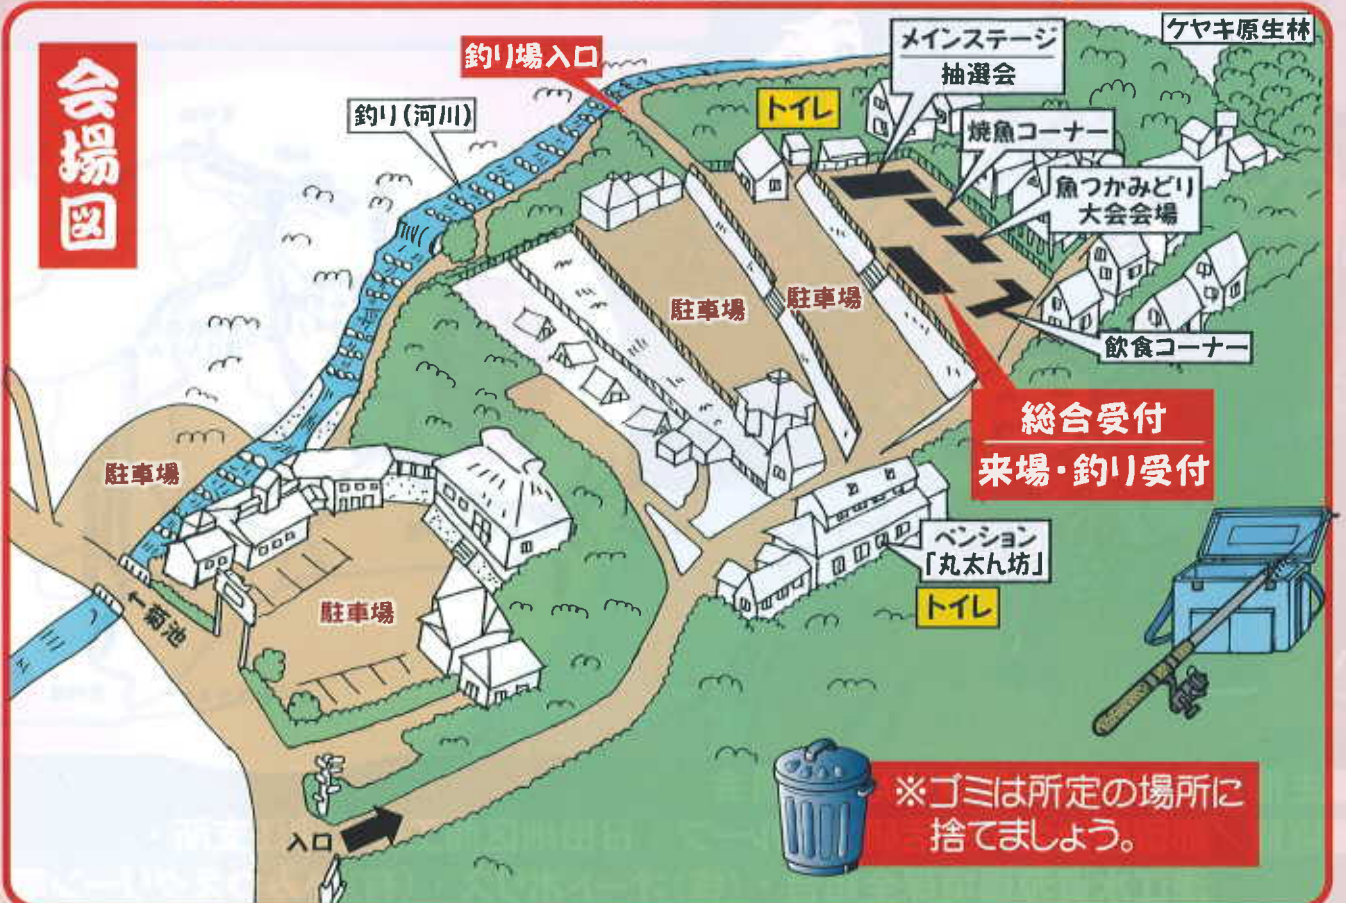 会場図
釣り場入口
釣り(河川)
トイレ
メインステージ
抽選会
ケヤキ原生林
焼魚コーナー
魚つかみどり
大会会場
駐車場
駐車場
飲食コーナー
総合受付
来場・釣り受付
駐車場
ペンション
「丸太ん坊」
トイレ
駐車場
←菊池
入口
※ゴミは所定の場所に
捨てましょう。